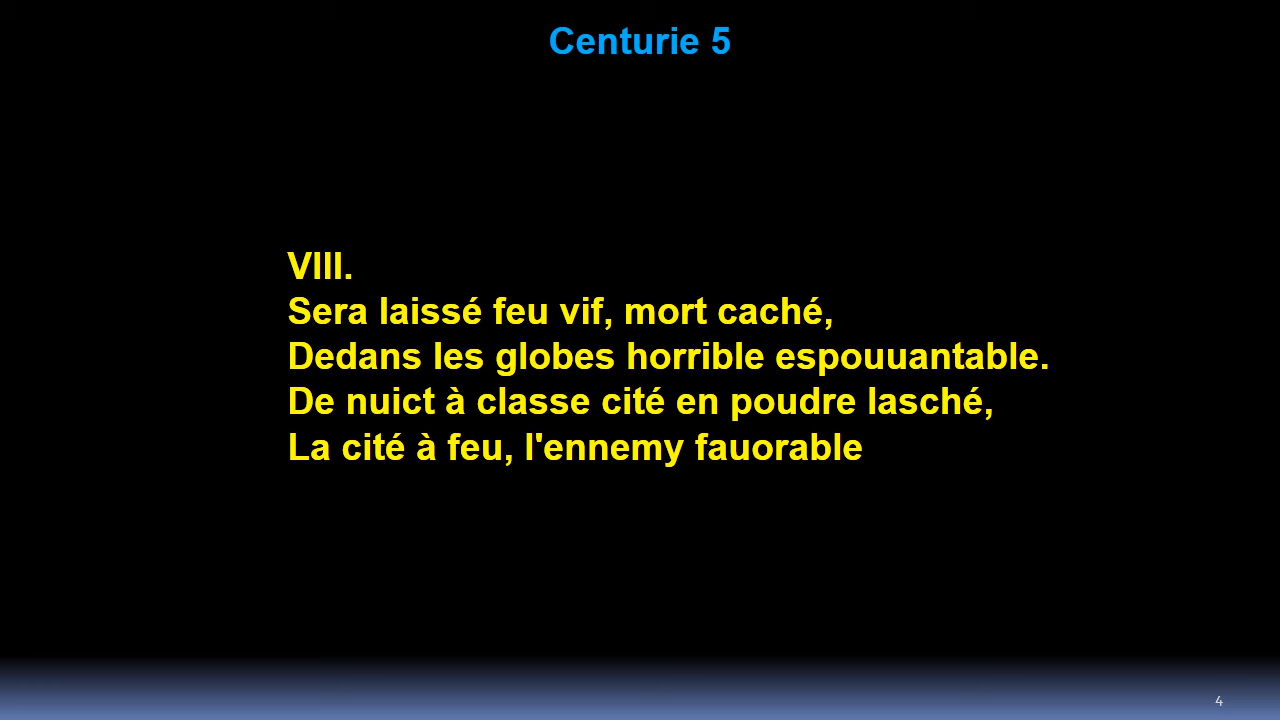 Centurie 5
VIII.
Sera laissé feu vif, mort caché,
Dedans les globes horrible espouuantable.
De nuict à classe cité en poudre lasché,
La cité à feu, l'ennemy fauorable
4